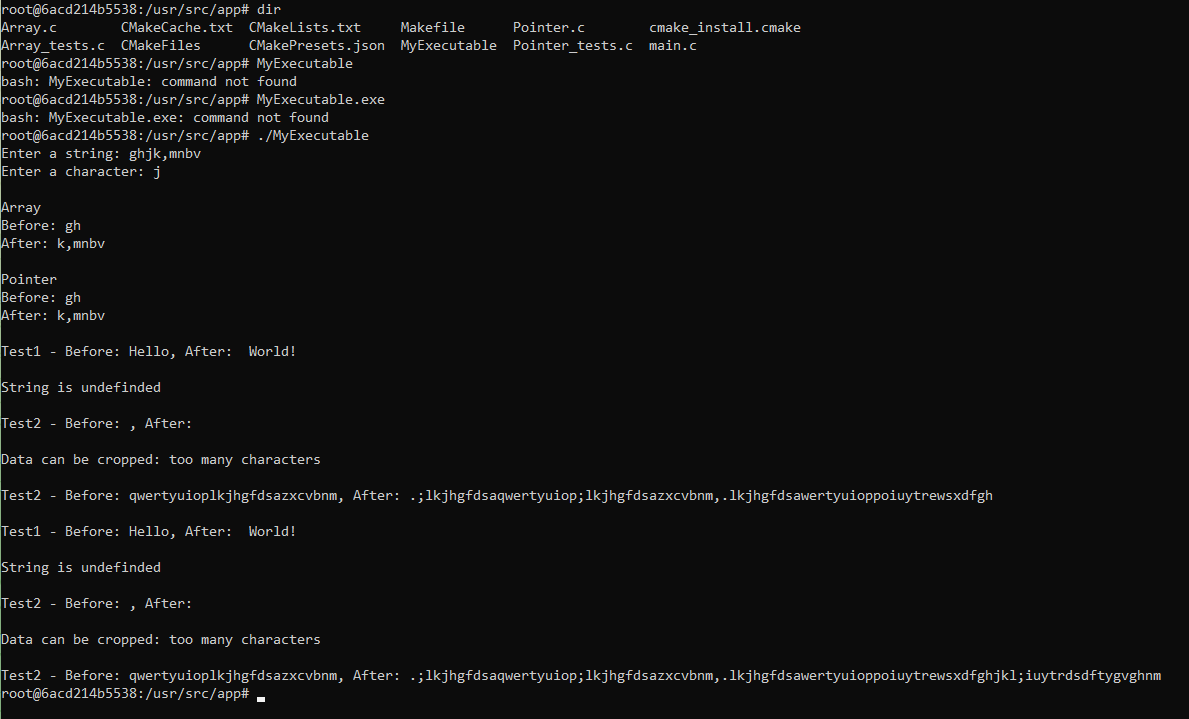 root@6acd214b5538:/usr/src/app# dir
Array.c        CMakeCache.txt  CMakeLists.txt     Makefile      Pointer.c        cmake_install.cmake
Array_tests.c  CMakeFiles      CMakePresets.json  MyExecutable  Pointer_tests.c  main.c
root@6acd214b5538:/usr/src/app# MyExecutable
bash: MyExecutable: command not found
root@6acd214b5538:/usr/src/app# MyExecutable.exe
bash: MyExecutable.exe: command not found
root@6acd214b5538:/usr/src/app# ./MyExecutable
Enter a string: ghjk,mnbv
Enter a character: j
Array
Before: gh
After: k,mnbv
Pointer
Before: gh
After: k,mnbv
Test1 - Before: Hello, After:  World!
String is undefinded
Test2 - Before: , After:
Data can be cropped: too many characters
Test2 - Before: qwertyuioplkjhgfdsazxcvbnm, After: .;lkjhgfdsaqwertyuiop;lkjhgfdsazxcvbnm,.lkjhgfdsawertyuioppoiuytrewsxdfgh
Test1 - Before: Hello, After:  World!
String is undefinded
Test2 - Before: , After:
Data can be cropped: too many characters
Test2 - Before: qwertyuioplkjhgfdsazxcvbnm, After: .;lkjhgfdsaqwertyuiop;lkjhgfdsazxcvbnm,.lkjhgfdsawertyuioppoiuytrewsxdfghjkl;iuytrdsdftygvghnm
root@6acd214b5538:/usr/src/app#